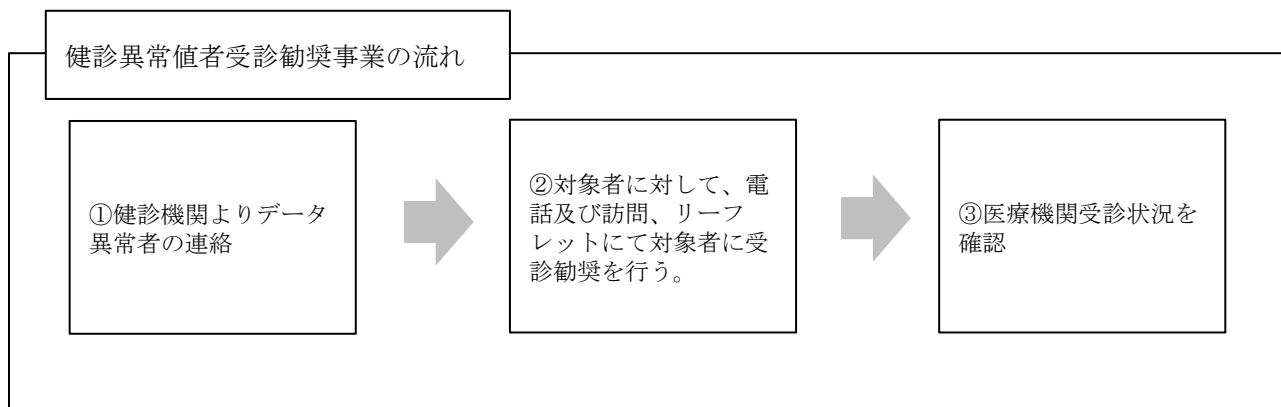 健診異常値者受診勧奨事業の流れ
①健診機関よりデータ
異常者の連絡
②対象者に対して、電
話及び訪問、リーフ
レットにて対象者に受
診勧奨を行う。
③医療機関受診状況を
確認